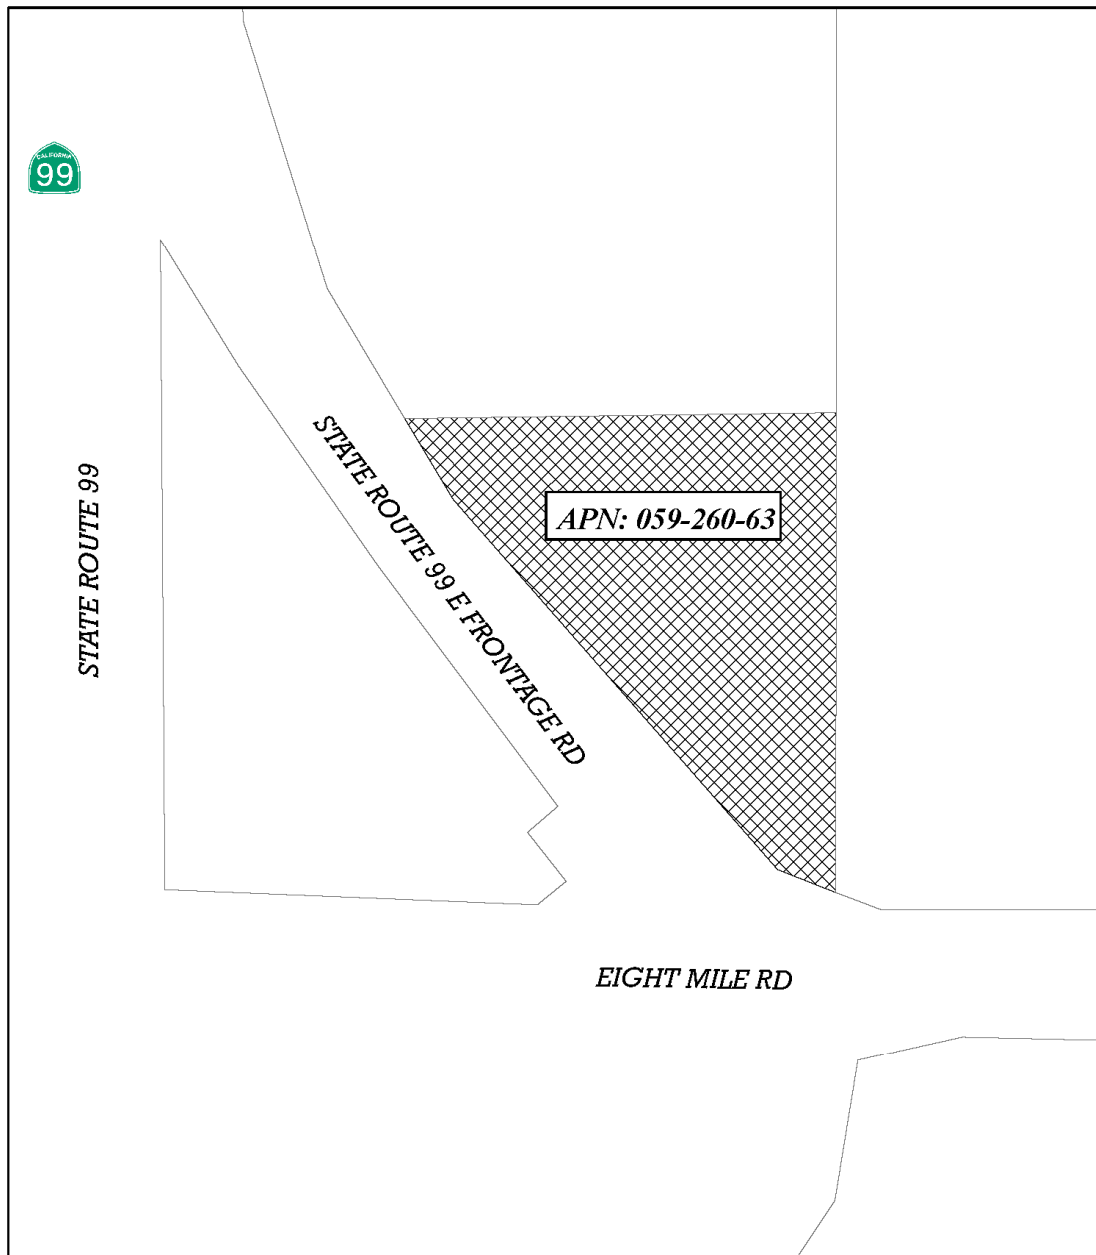 CALIFORNIA
99
STATE ROUTE 99
STATE ROUTE 99 E FRONTAGE RD
APN: 059-260-63
EIGHT MILE RD